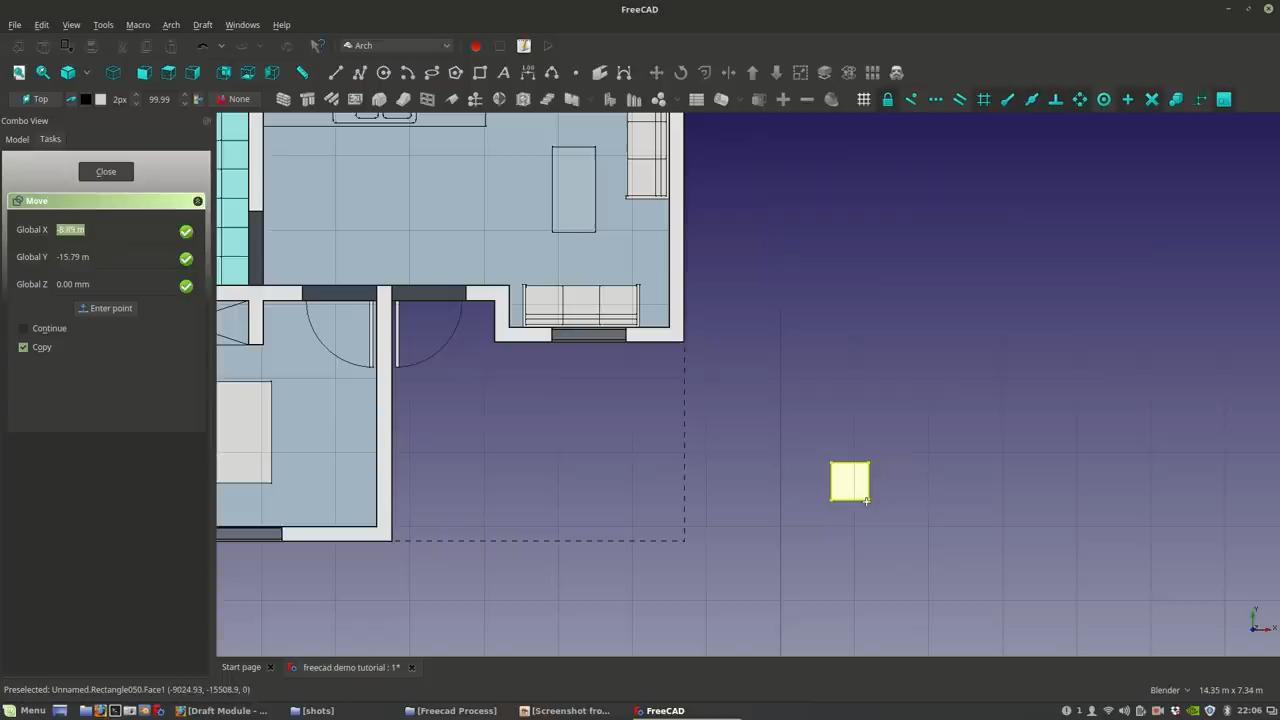 FreeCAD
File Edit View Tools Macro Arch Draft Windows Help
Arch
Top 2px 99.99 None
Combo View
Model Tasks
Close
Move
Global X -8.89 m
Global Y -15.79 m
Global Z 0.00 mm
Enter point
Continue
Copy
Y
X
Start page freecad demo tutorial : 1*
Preselected: Unnamed.Rectangle050.Face1 (-9024.93, -15508.9, 0) Blender 14.35 m x 7.34 m
Menu [Draft Module - ... [shots] [Freecad Process] [Screenshot fro... FreeCAD 1 22:06